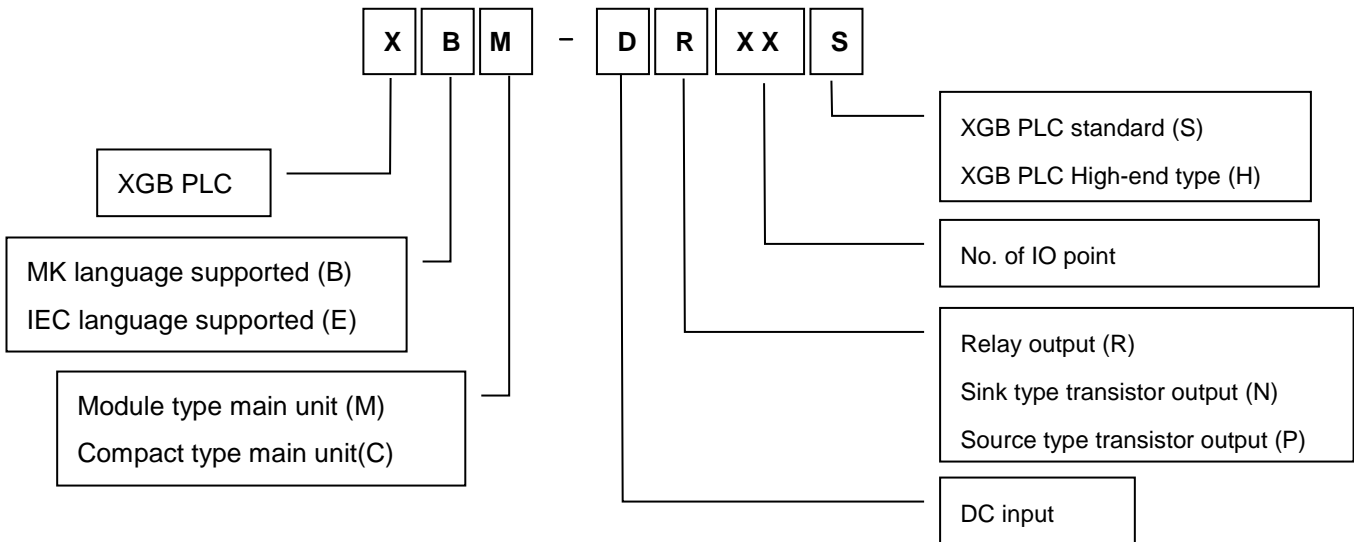 X B M - D R X X S
XGB PLC
MK language supported (B)
IEC language supported (E)
Module type main unit (M)
Compact type main unit(C)
XGB PLC standard (S)
XGB PLC High-end type (H)
No. of IO point
Relay output (R)
Sink type transistor output (N)
Source type transistor output (P)
DC input